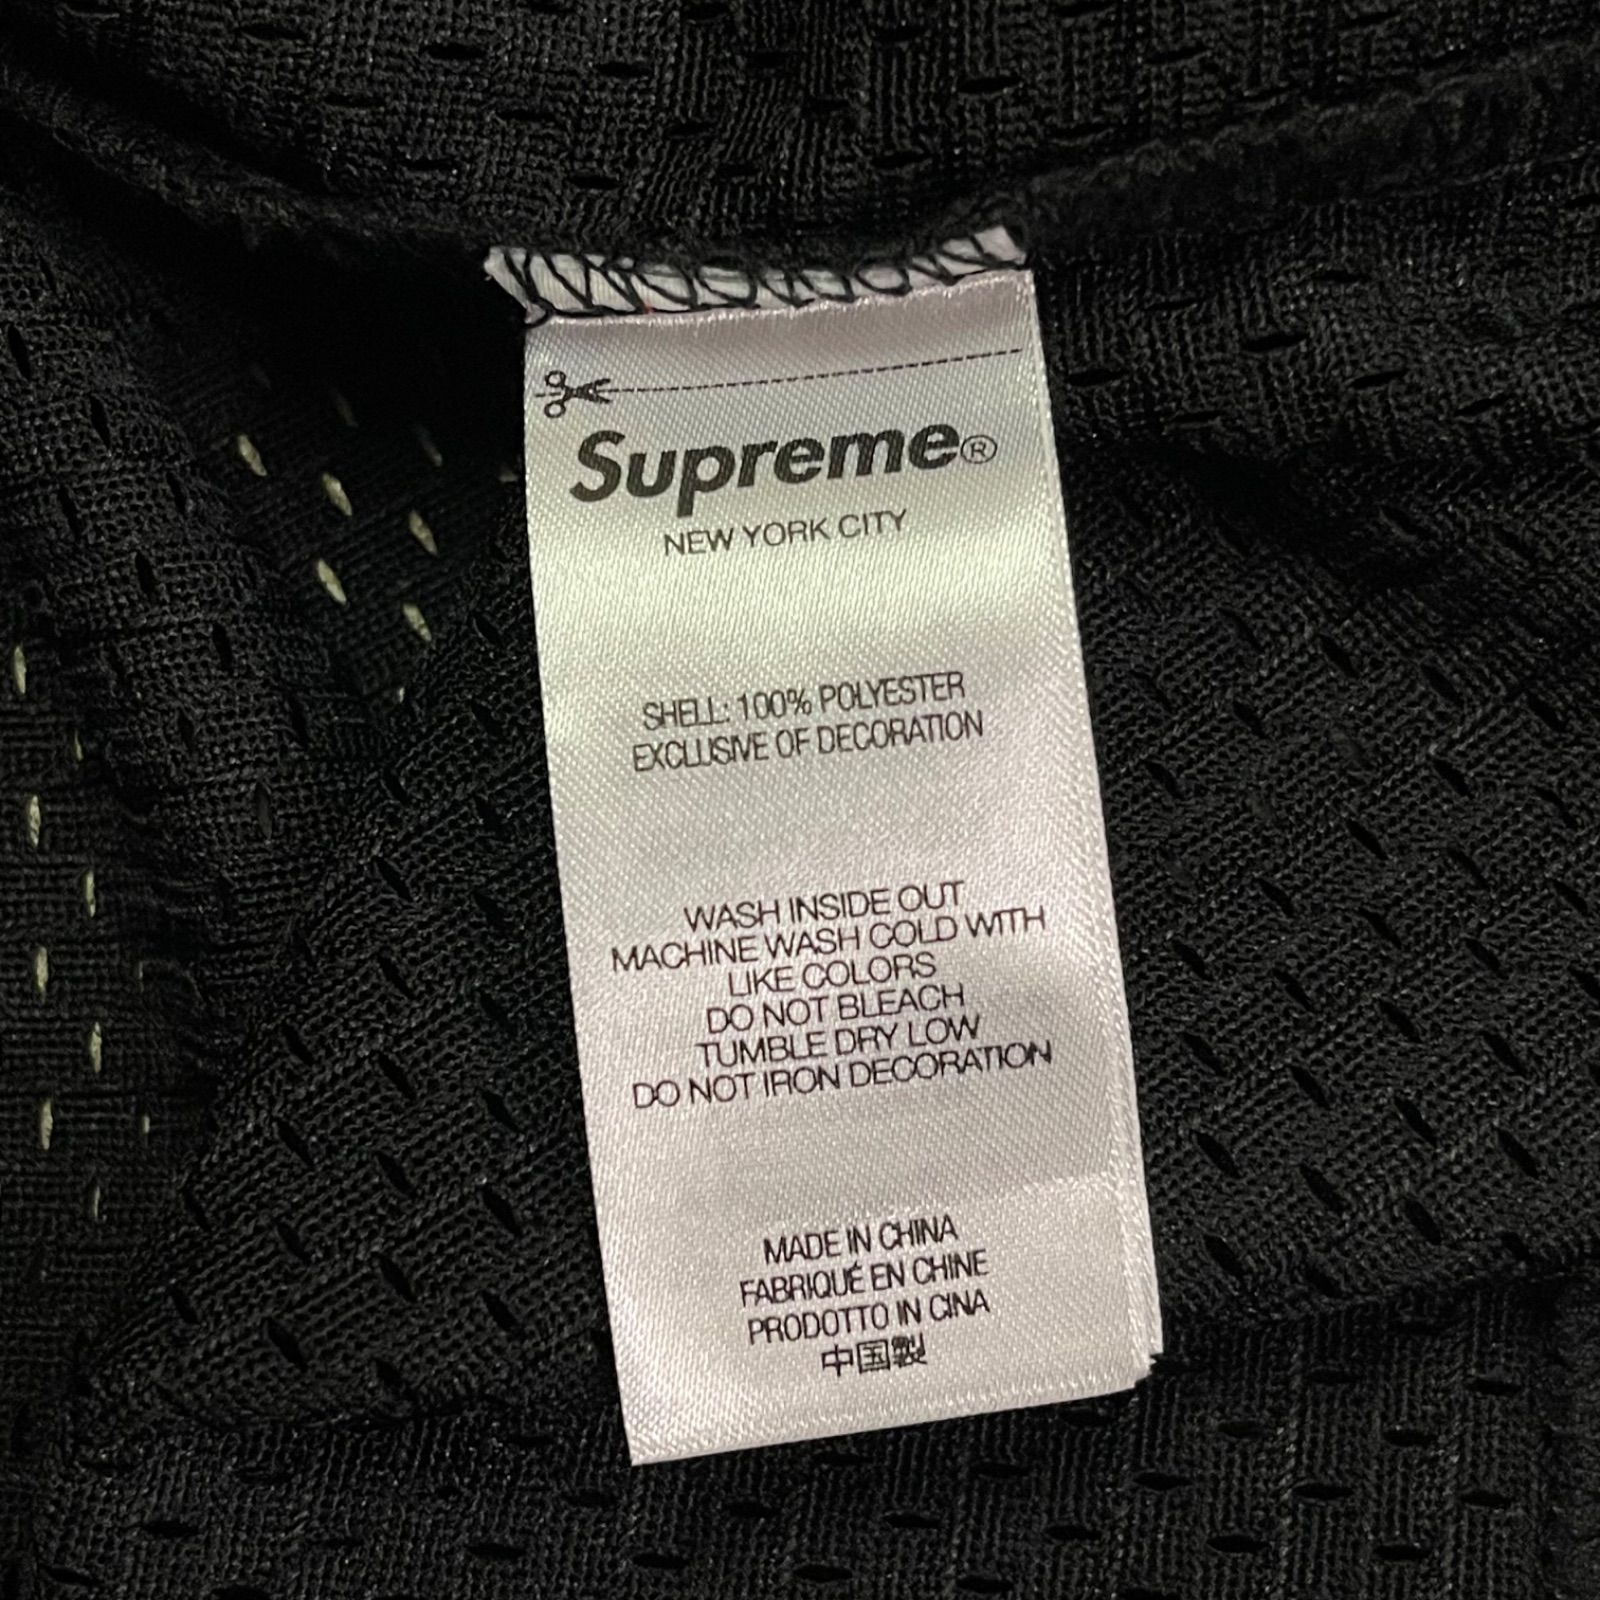 Supreme®
NEW YORK CITY
SHELL: 100% POLYESTER
EXCLUSIVE OF DECORATION
WASH INSIDE OUT
MACHINE WASH COLD WITH
LIKE COLORS
DO NOT BLEACH
TUMBLE DRY LOW
DO NOT IRON DECORATION
MADE IN CHINA
FABRIQUÉ EN CHINE
PRODOTTO IN CINA
中国製